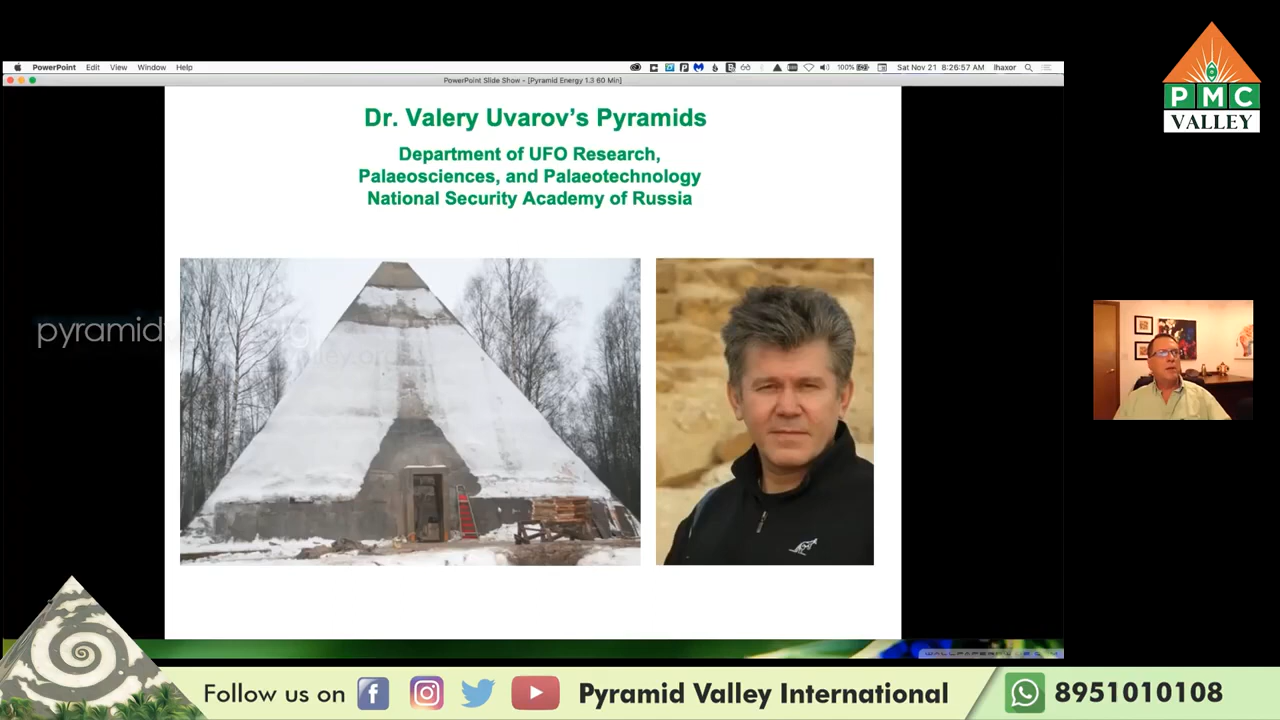 PowerPoint Edit View Window Help
100% Sat Nov 21 8:26:57 AM lhaxor
PowerPoint Slide Show - [Pyramid Energy 1.3 60 Min]
PMC
VALLEY
Dr. Valery Uvarov's Pyramids
Department of UFO Research,
Palaeosciences, and Palaeotechnology
National Security Academy of Russia
Follow us on
Pyramid Valley International
8951010108